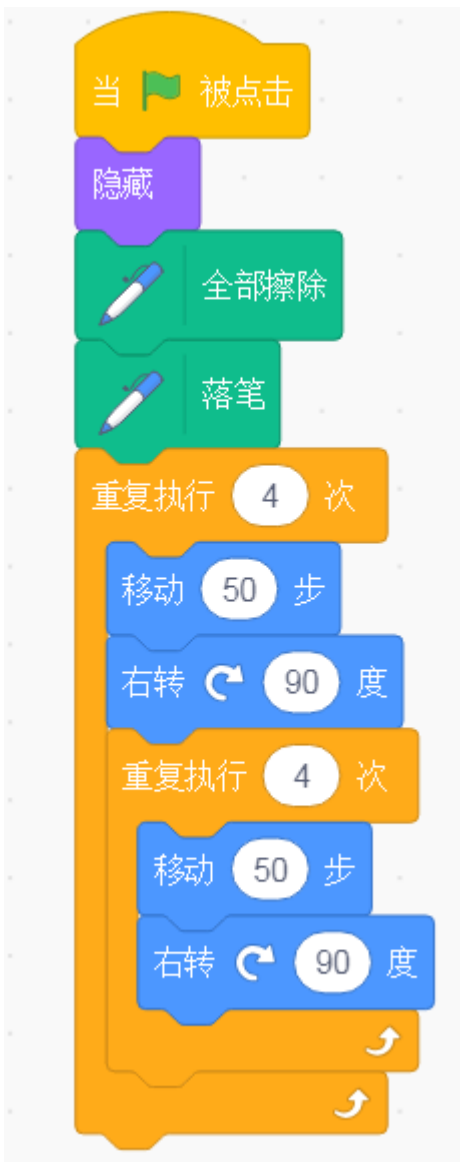 当 被点击
隐藏
全部擦除
落笔
重复执行 4 次
移动 50 步
右转 90 度
重复执行 4 次
移动 50 步
右转 90 度